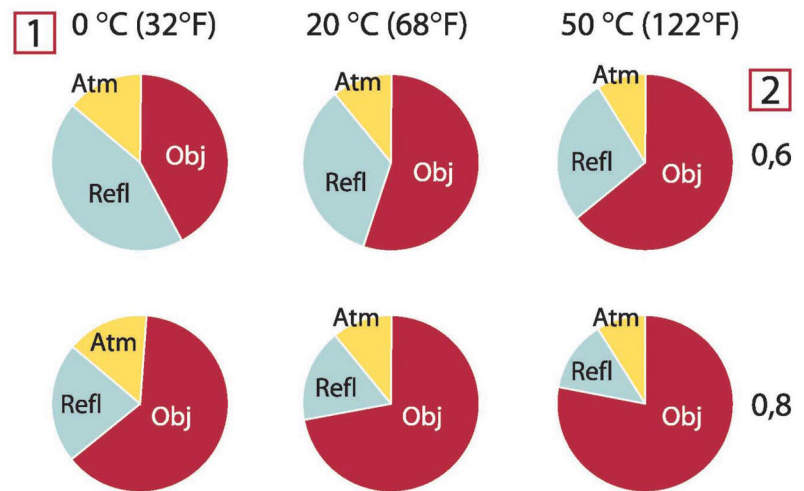 1 0 °C (32°F) 20 °C (68°F) 50 °C (122°F)
2
Atm Atm Atm
Obj Refl Obj Refl Obj 0,6
Refl
Atm Atm Atm
Refl Obj Refl Obj Refl Obj 0,8